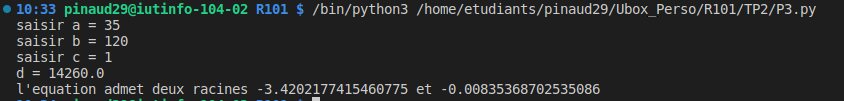 10:33 pinaud29@iutinfo-104-02 R101 $ /bin/python3 /home/etudiants/pinaud29/Ubox_Perso/R101/TP2/P3.py
saisir a = 35
saisir b = 120
saisir c = 1
d = 14260.0
l'equation admet deux racines -3.4202177415460775 et -0.00835368702535086